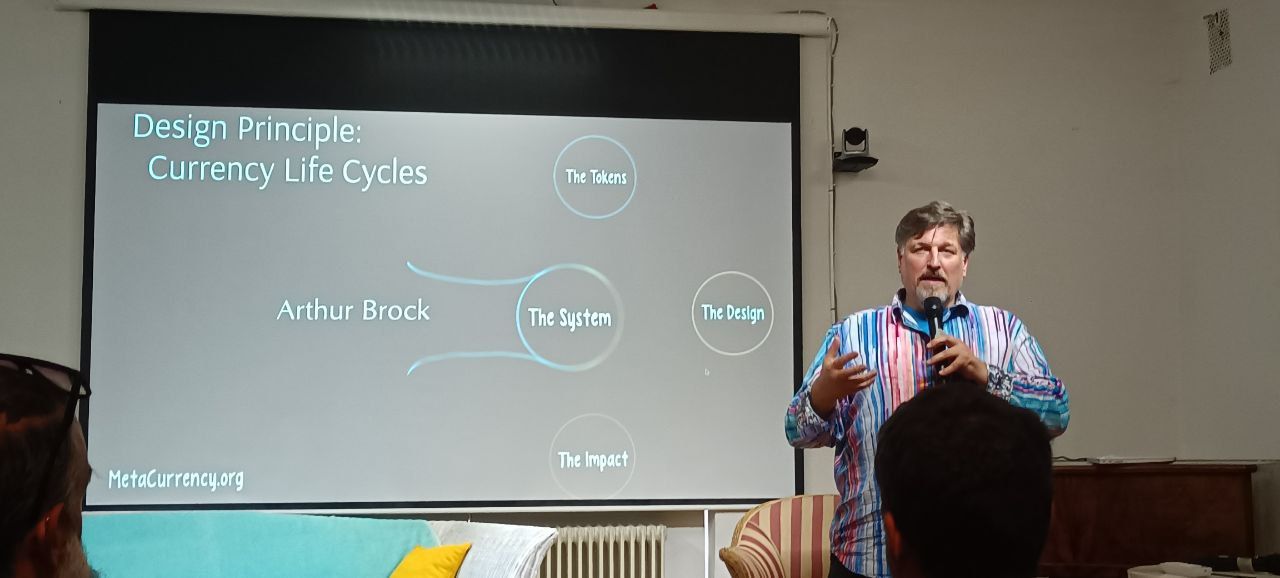 Design Principle:
Currency Life Cycles
The Tokens
Arthur Brock
The System
The Design
The Impact
MetaCurrency.org